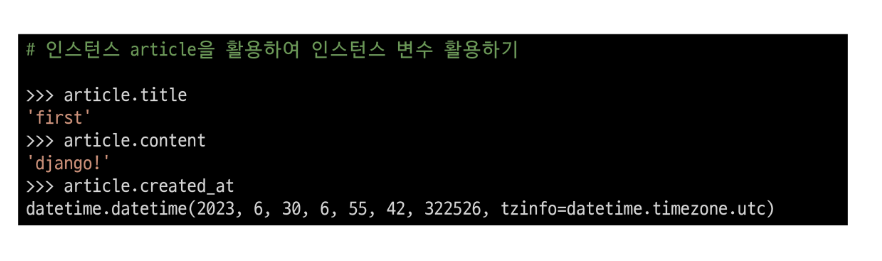 # 인스턴스 article을 활용하여 인스턴스 변수 활용하기
>>> article.title
'first'
>>> article.content
'django!'
>>> article.created_at
datetime.datetime(2023, 6, 30, 6, 55, 42, 322526, tzinfo=datetime.timezone.utc)